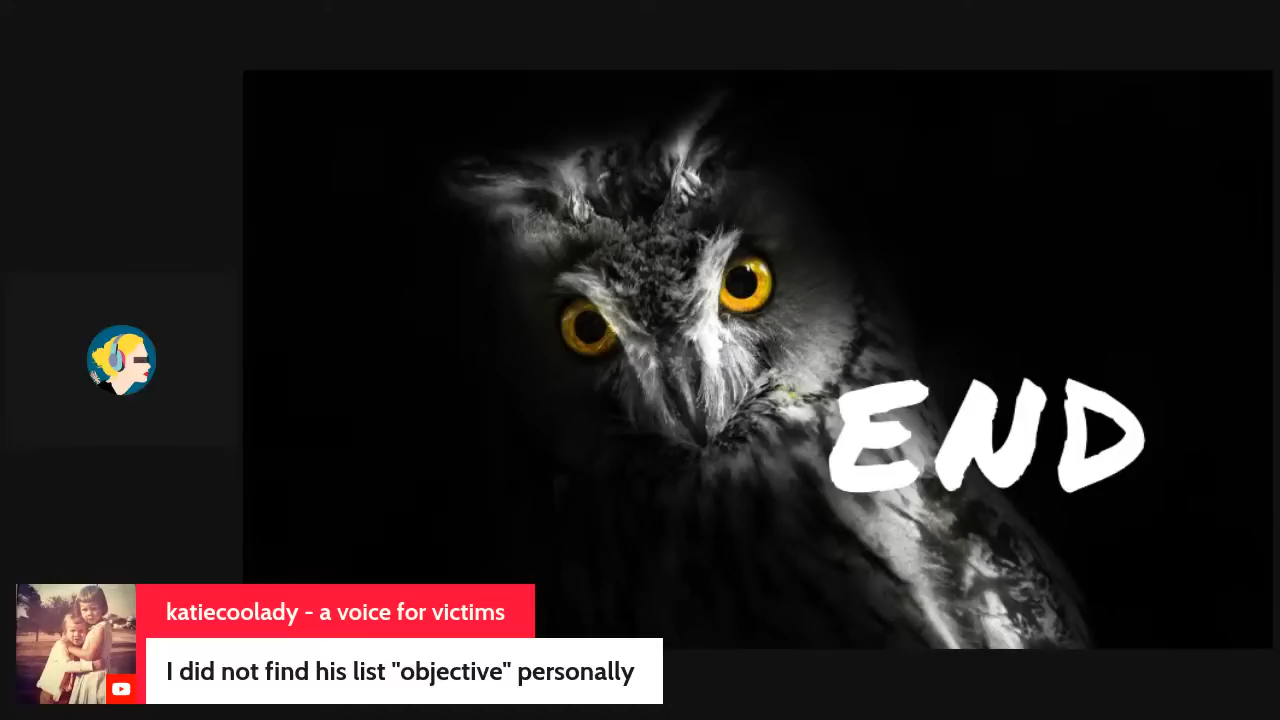 END
katiecoolady - a voice for victims
I did not find his list "objective" personally